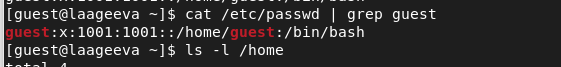 [guest@laageeva ~]$ cat /etc/passwd | grep guest
guest:x:1001:1001::/home/guest:/bin/bash
[guest@laageeva ~]$ ls -l /home